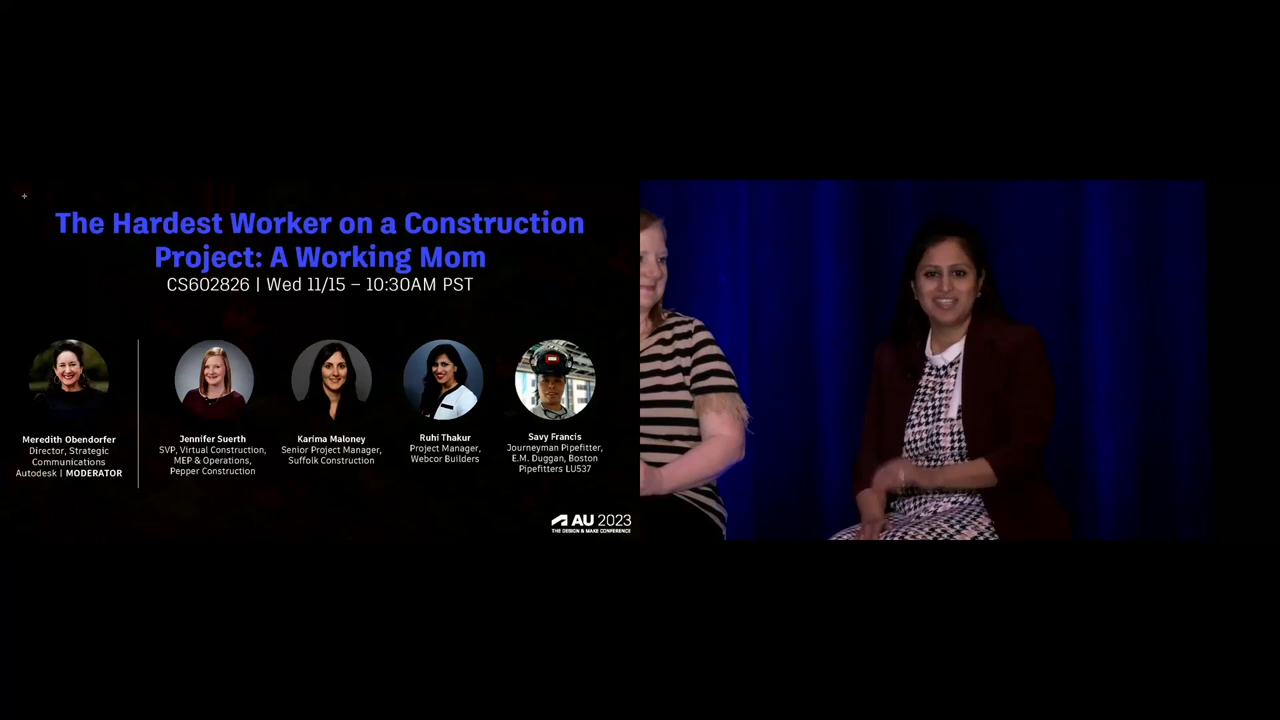 The Hardest Worker on a Construction
Project: A Working Mom
CS602826 | Wed 11/15 – 10:30AM PST
Meredith Obendorfer
Director, Strategic
Communications
Autodesk | MODERATOR
Jennifer Suerth
SVP, Virtual Construction,
MEP & Operations,
Pepper Construction
Karima Maloney
Senior Project Manager,
Suffolk Construction
Ruhi Thakur
Project Manager,
Webcor Builders
Savy Francis
Journeyman Pipefitter,
E.M. Duggan, Boston
Pipefitters LU537
AU 2023
THE DESIGN & MAKE CONFERENCE